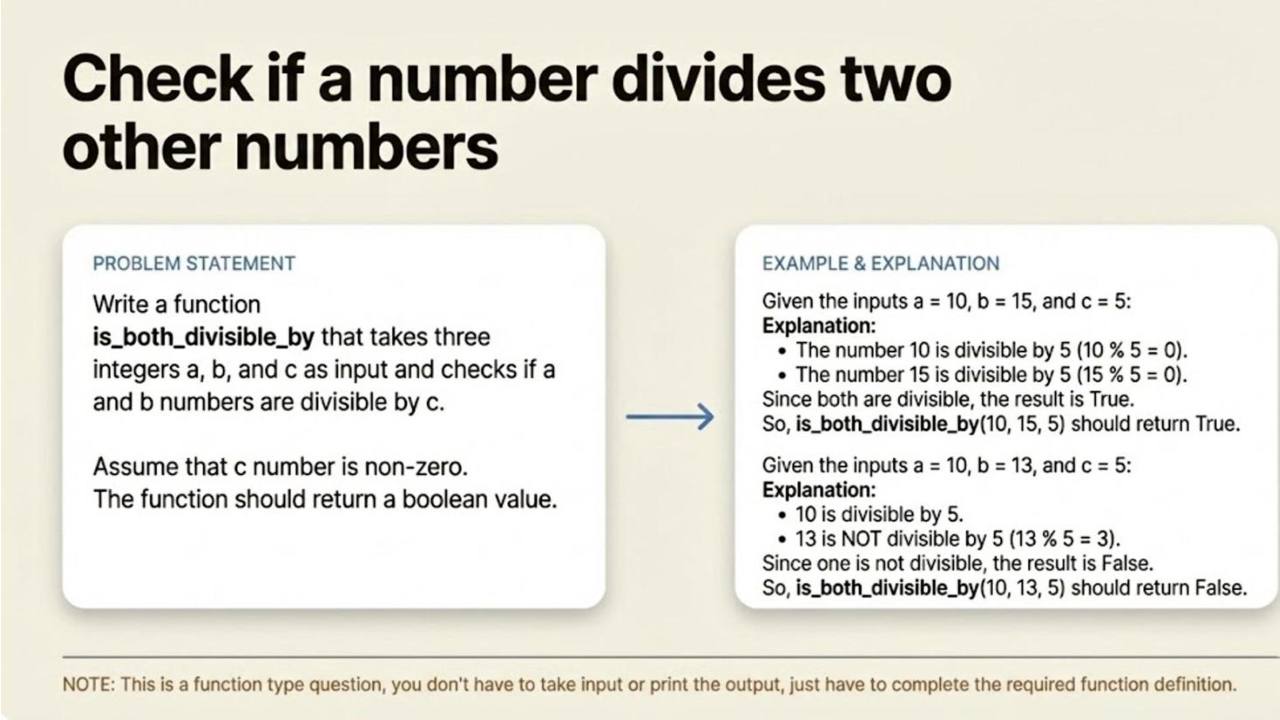 Check if a number divides two
other numbers
PROBLEM STATEMENT
Write a function
is_both_divisible_by that takes three
integers a, b, and c as input and checks if a
and b numbers are divisible by c.
Assume that c number is non-zero.
The function should return a boolean value.
EXAMPLE & EXPLANATION
Given the inputs a = 10, b = 15, and c = 5:
Explanation:
• The number 10 is divisible by 5 (10 % 5 = 0).
• The number 15 is divisible by 5 (15 % 5 = 0).
Since both are divisible, the result is True.
So, is_both_divisible_by(10, 15, 5) should return True.
Given the inputs a = 10, b = 13, and c = 5:
Explanation:
• 10 is divisible by 5.
• 13 is NOT divisible by 5 (13 % 5 = 3).
Since one is not divisible, the result is False.
So, is_both_divisible_by(10, 13, 5) should return False.
NOTE: This is a function type question, you don't have to take input or print the output, just have to complete the required function definition.